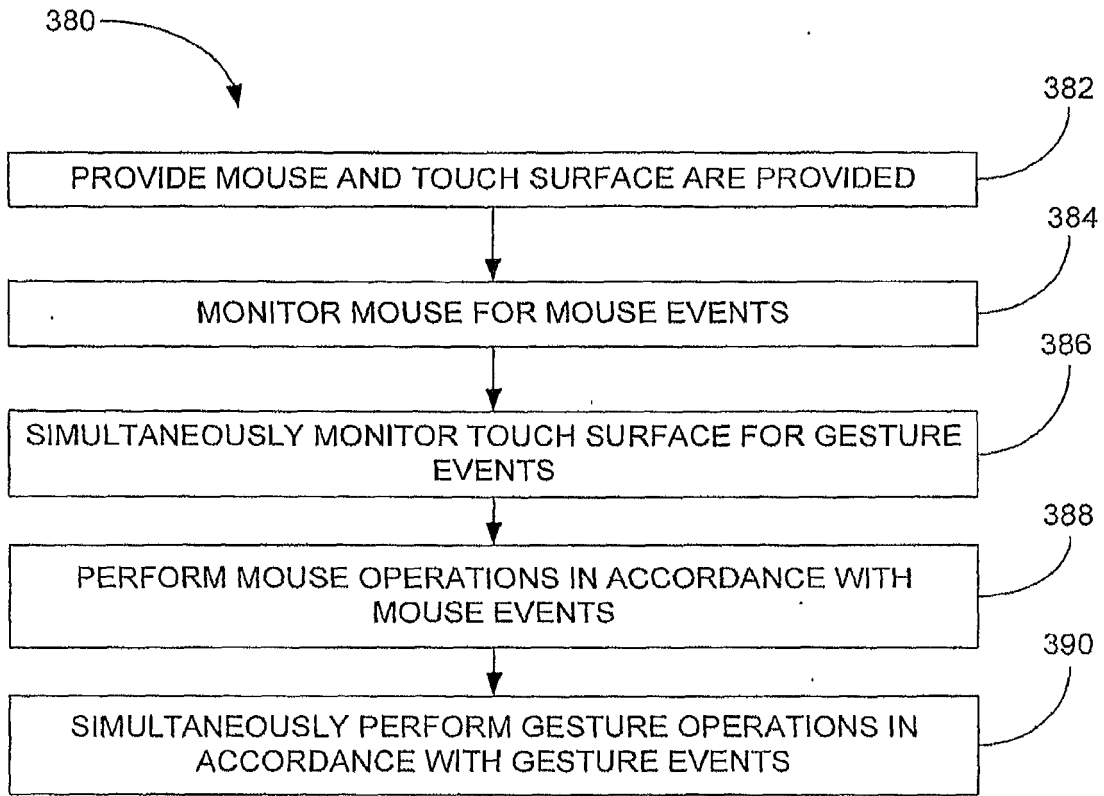 380
382
PROVIDE MOUSE AND TOUCH SURFACE ARE PROVIDED
384
MONITOR MOUSE FOR MOUSE EVENTS
386
SIMULTANEOUSLY MONITOR TOUCH SURFACE FOR GESTURE
EVENTS
388
PERFORM MOUSE OPERATIONS IN ACCORDANCE WITH
MOUSE EVENTS
390
SIMULTANEOUSLY PERFORM GESTURE OPERATIONS IN
ACCORDANCE WITH GESTURE EVENTS